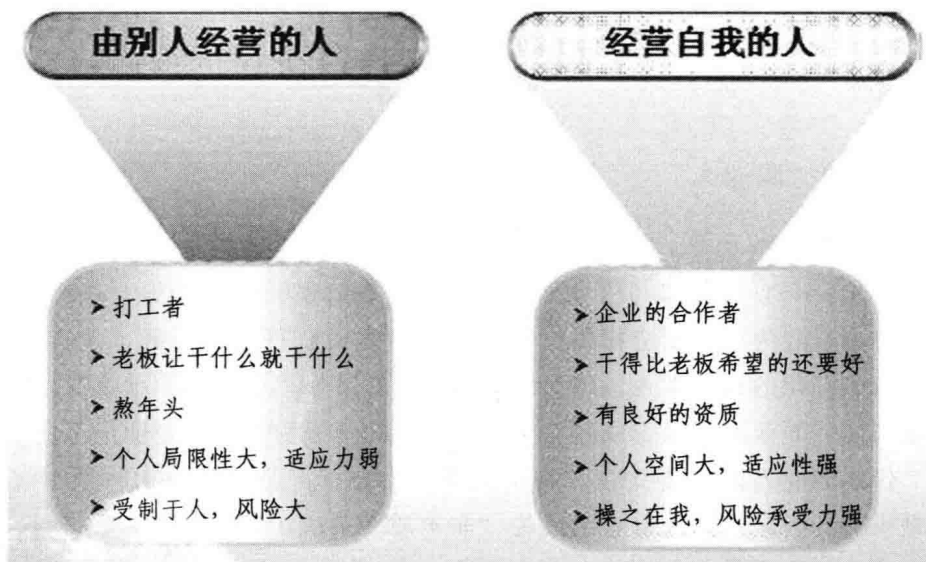 由别人经营的人
➤打工者
➤老板让干什么就干什么
➤熬年头
➤个人局限性大，适应力弱
➤受制于人，风险大
经营自我的人
➤企业的合作者
➤干得比老板希望的还要好
➤有良好的资质
➤个人空间大，适应性强
➤操之在我，风险承受力强